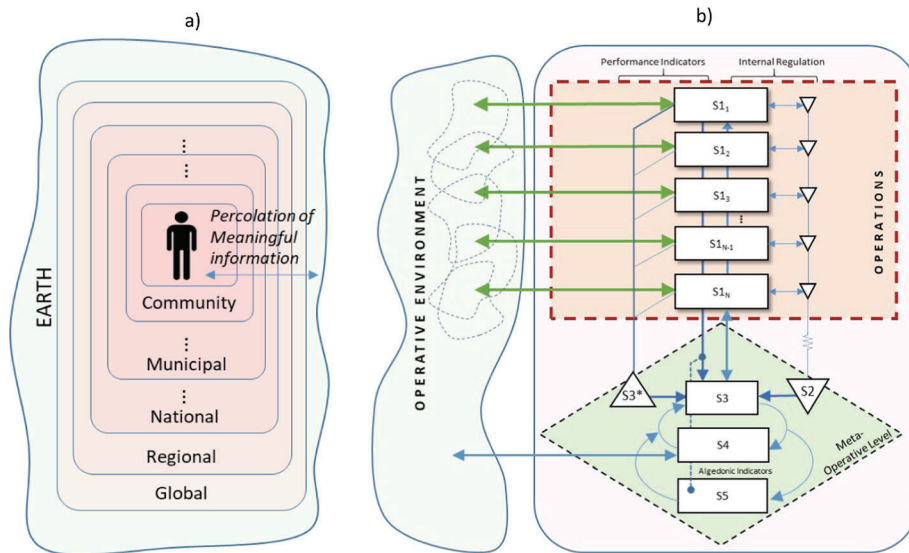 a)
EARTH
⋮
⋮
Percolation of
Meaningful
information
Community
⋮
Municipal
⋮
National
Regional
Global
b)
OPERATIVE ENVIRONMENT
Performance Indicators
Internal Regulation
S1₁
S1₂
S1₃
⋮
S1N-1
S1N
OPERATIONS
S3*
S2
S3
S4
Algedonic Indicators
S5
Meta-
Operative Level